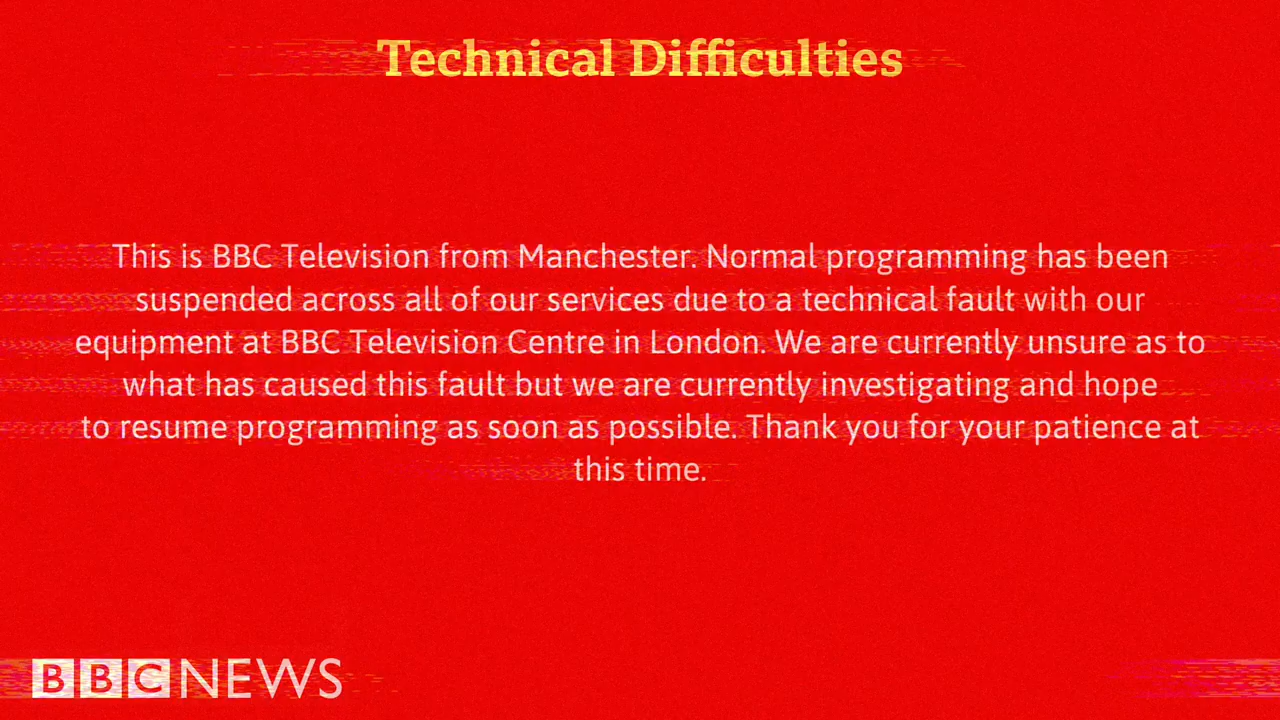 Technical Difficulties
This is BBC Television from Manchester. Normal programming has been
suspended across all of our services due to a technical fault with our
equipment at BBC Television Centre in London. We are currently unsure as to
what has caused this fault but we are currently investigating and hope
to resume programming as soon as possible. Thank you for your patience at
this time.
BBC NEWS